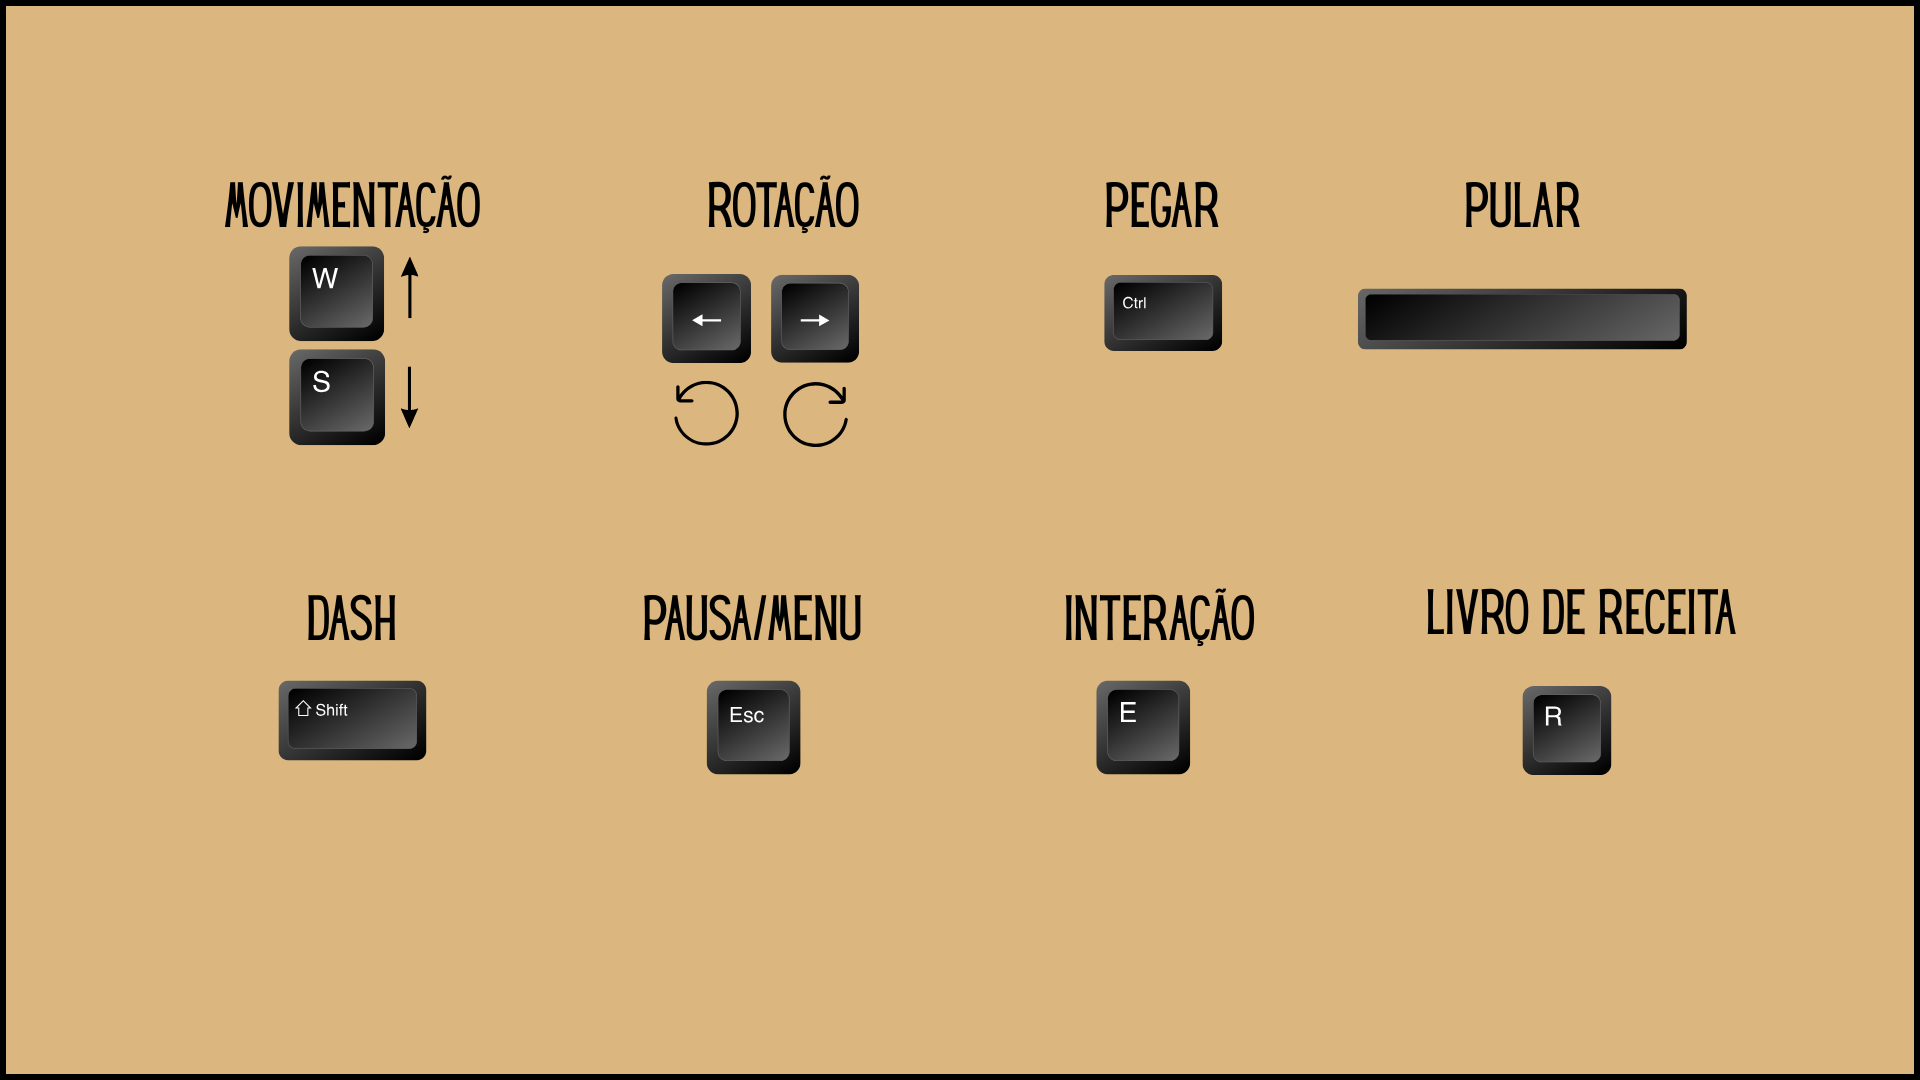 MOVIMENTAÇÃO
ROTAÇÃO
PEGAR
PULAR
W
S
Ctrl
DASH
PAUSA/MENU
INTERAÇÃO
LIVRO DE RECEITA
Shift
Esc
E
R